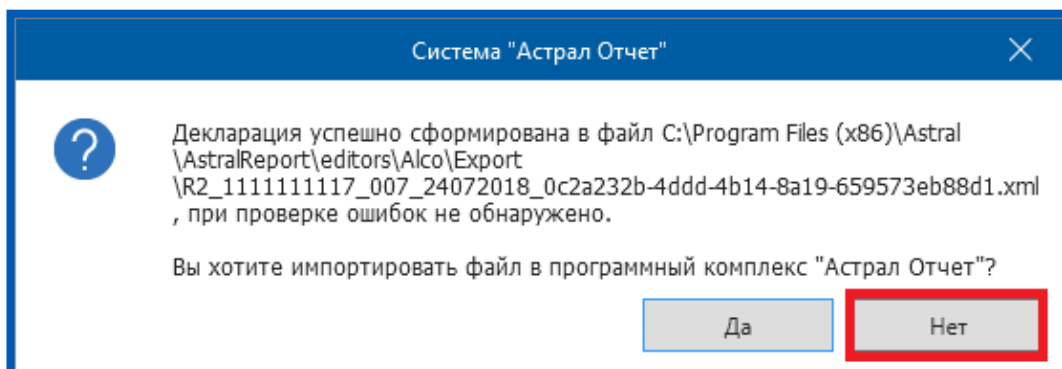 Система "Астрал Отчет"
Декларация успешно сформирована в файл C:\Program Files (x86)\Astral
\AstralReport\editors\Alco\Export
\R2_1111111117_007_24072018_0c2a232b-4ddd-4b14-8a19-659573eb88d1.xml
, при проверке ошибок не обнаружено.
Вы хотите импортировать файл в программный комплекс "Астрал Отчет"?
Да Нет